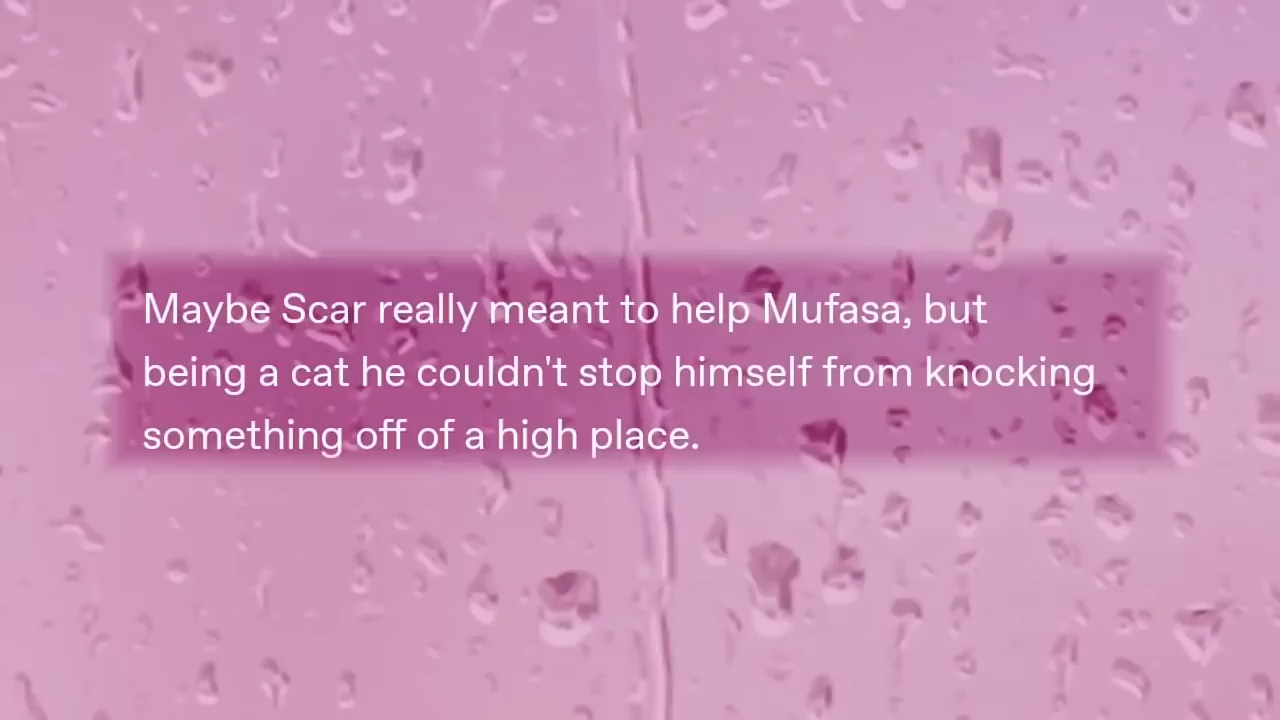 Maybe Scar really meant to help Mufasa, but
being a cat he couldn't stop himself from knocking
something off of a high place.